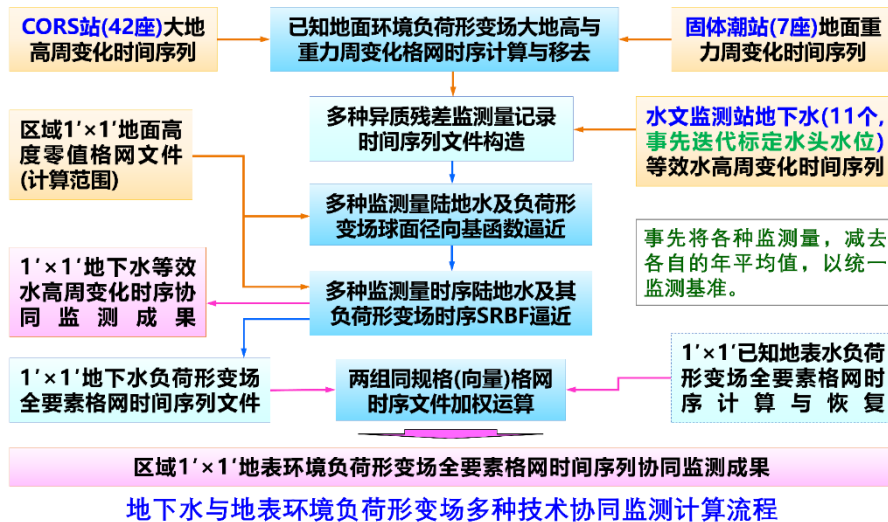 CORS站(42座)大地
高周变化时间序列
已知地面环境负荷形变场大地高与
重力周变化格网时序计算与移去
固体潮站(7座)地面重
力周变化时间序列
多种异质残差监测量记录
时间序列文件构造
水文监测站地下水(11个,
事先迭代标定水头水位)
等效水高周变化时间序列
区域1′×1′地面高
度零值格网文件
(计算范围)
多种监测量陆地水及负荷形
变场球面径向基函数逼近
事先将各种监测量，减去
各自的年平均值，以统一
监测基准。
1′×1′地下水等效
水高周变化时序协
同监测成果
多种监测量时序陆地水及其
负荷形变场时序SRBF逼近
1′×1′地下水负荷形变场
全要素格网时间序列文件
两组同规格(向量)格网
时序文件加权运算
1′×1′已知地表水负荷
形变场全要素格网时
序计算与恢复
区域1′×1′地表环境负荷形变场全要素格网时间序列协同监测成果
地下水与地表环境负荷形变场多种技术协同监测计算流程